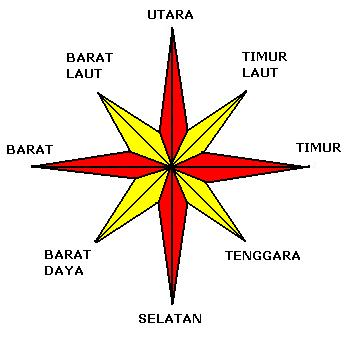 UTARA
BARAT
LAUT
TIMUR
LAUT
BARAT
TIMUR
BARAT
DAYA
TENGGARA
SELATAN